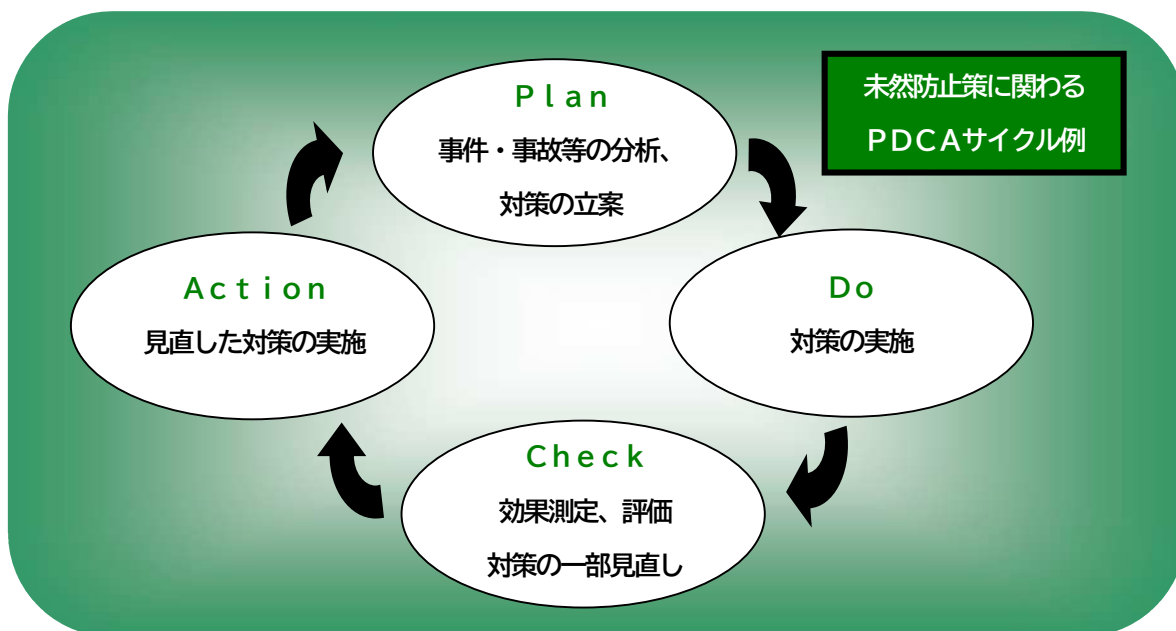 未然防止策に関わる
PDCAサイクル例
Plan
事件・事故等の分析、
対策の立案
Do
対策の実施
Check
効果測定、評価
対策の一部見直し
Action
見直した対策の実施